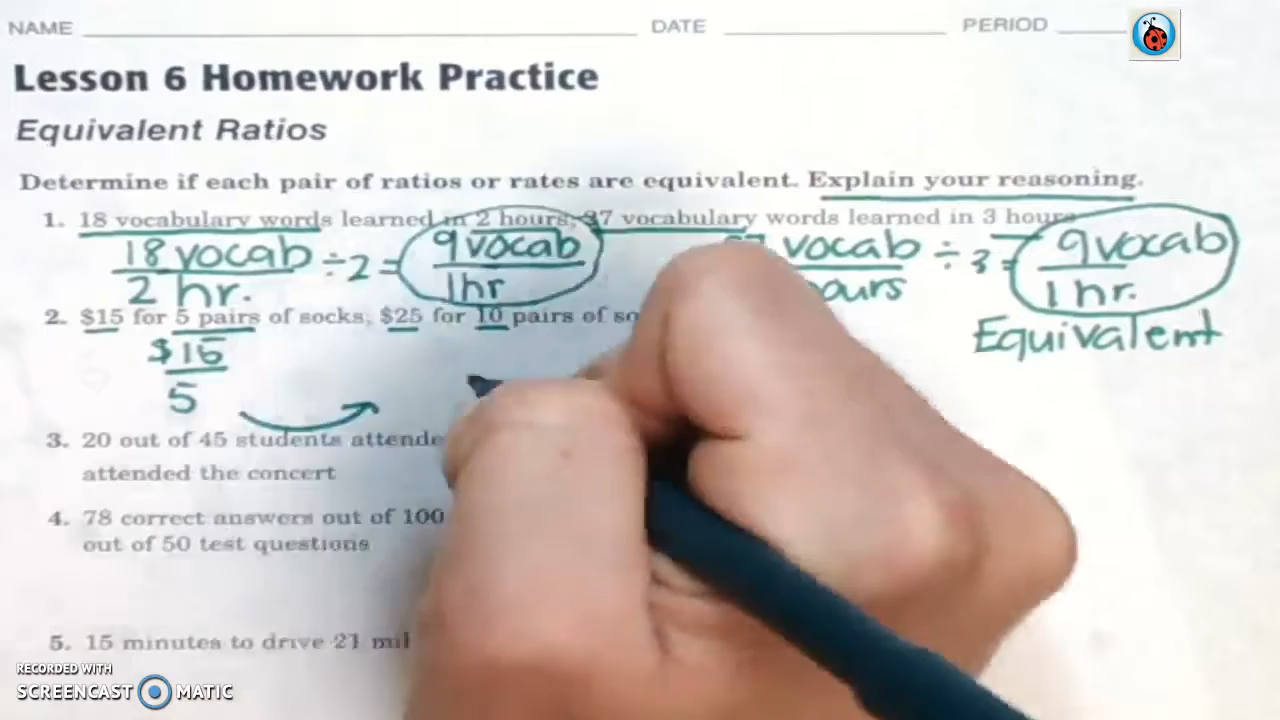 NAME DATE PERIOD
Lesson 6 Homework Practice
Equivalent Ratios
Determine if each pair of ratios or rates are equivalent. Explain your reasoning.
1. 18 vocabulary words learned in 2 hours, 27 vocabulary words learned in 3 hours
18 vocab ÷ 2 = 9 vocab vocab ÷ 3 = 9 vocab
2 hr. 1 hr ours 1 hr.
2. $15 for 5 pairs of socks, $25 for 10 pairs of so
Equivalent
$15
5
3. 20 out of 45 students attende
attended the concert
4. 78 correct answers out of 100
out of 50 test questions
5. 15 minutes to drive 21 mil
RECORDED WITH
SCREENCAST MATIC